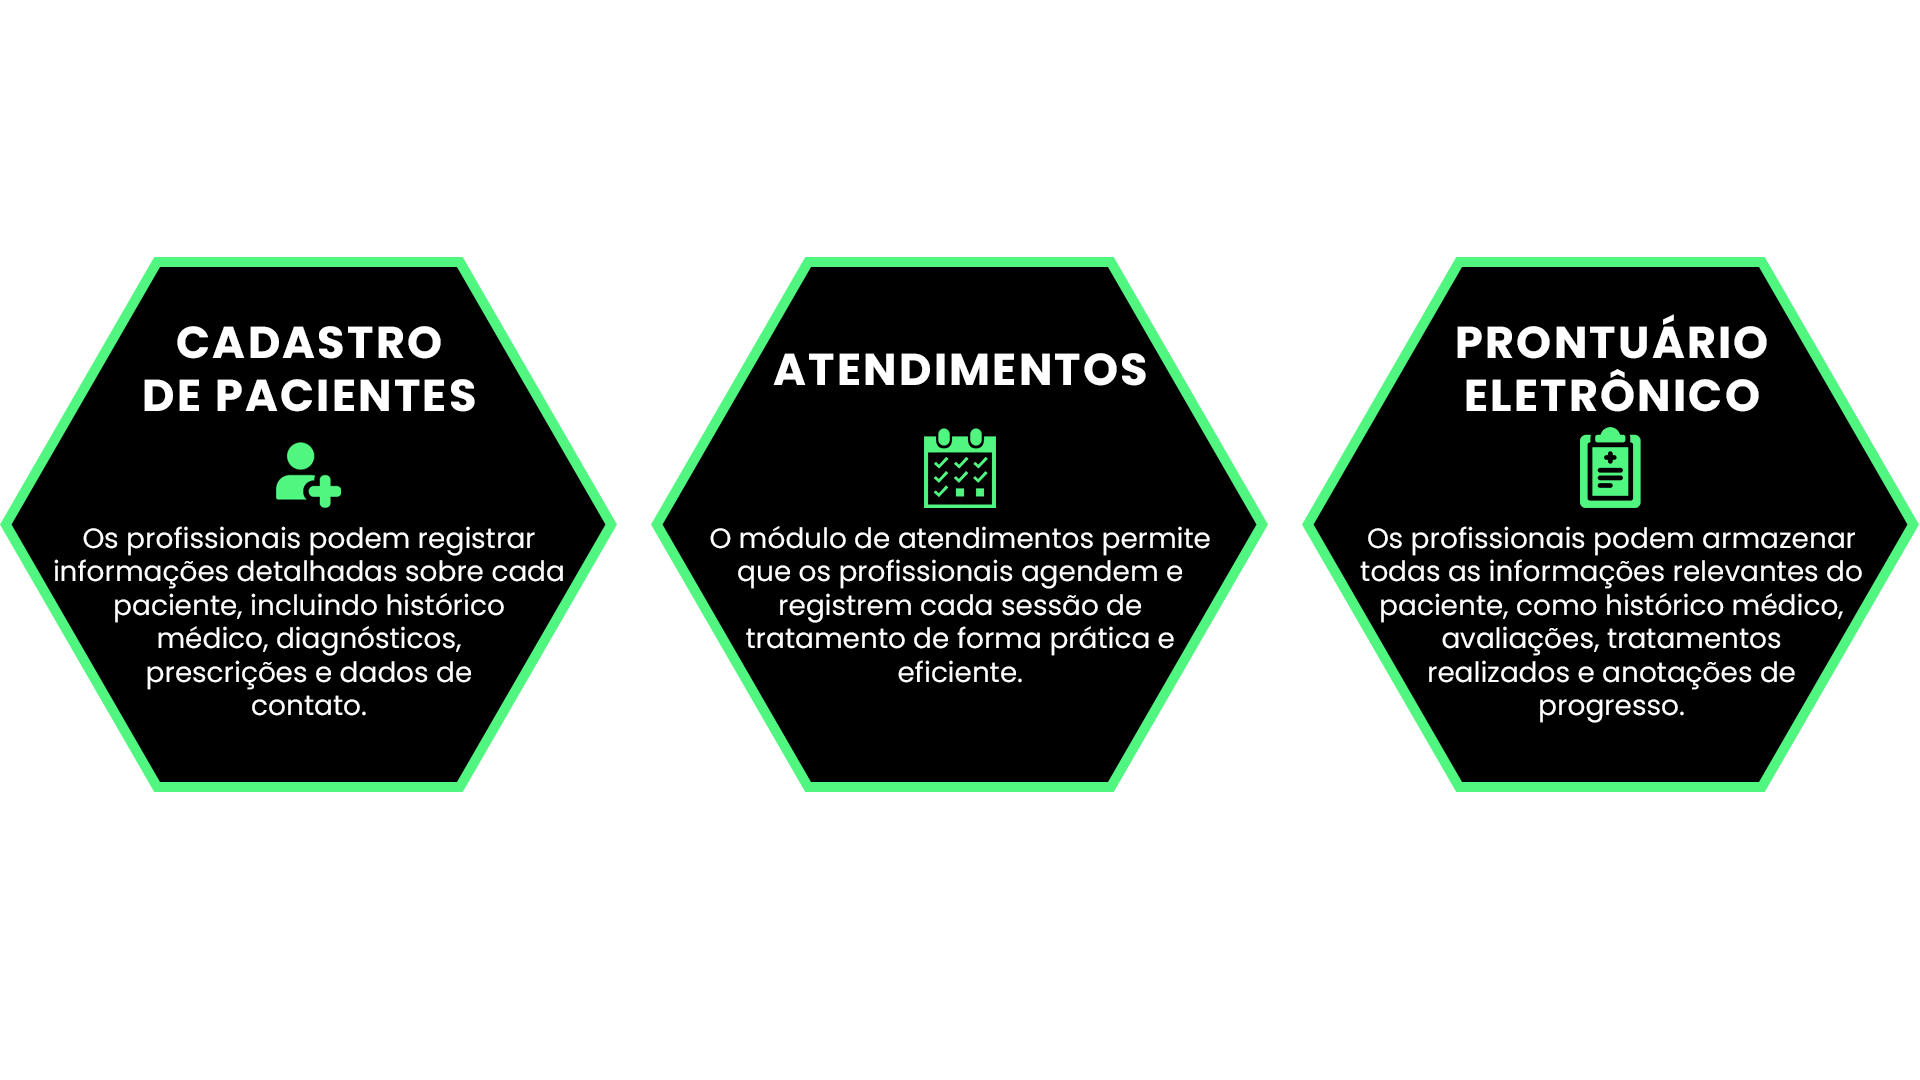 CADASTRO
DE PACIENTES
Os profissionais podem registrar
informações detalhadas sobre cada
paciente, incluindo histórico
médico, diagnósticos,
prescrições e dados de
contato.
ATENDIMENTOS
O módulo de atendimentos permite
que os profissionais agendem e
registrem cada sessão de
tratamento de forma prática e
eficiente.
PRONTUÁRIO
ELETRÔNICO
Os profissionais podem armazenar
todas as informações relevantes do
paciente, como histórico médico,
avaliações, tratamentos
realizados e anotações de
progresso.